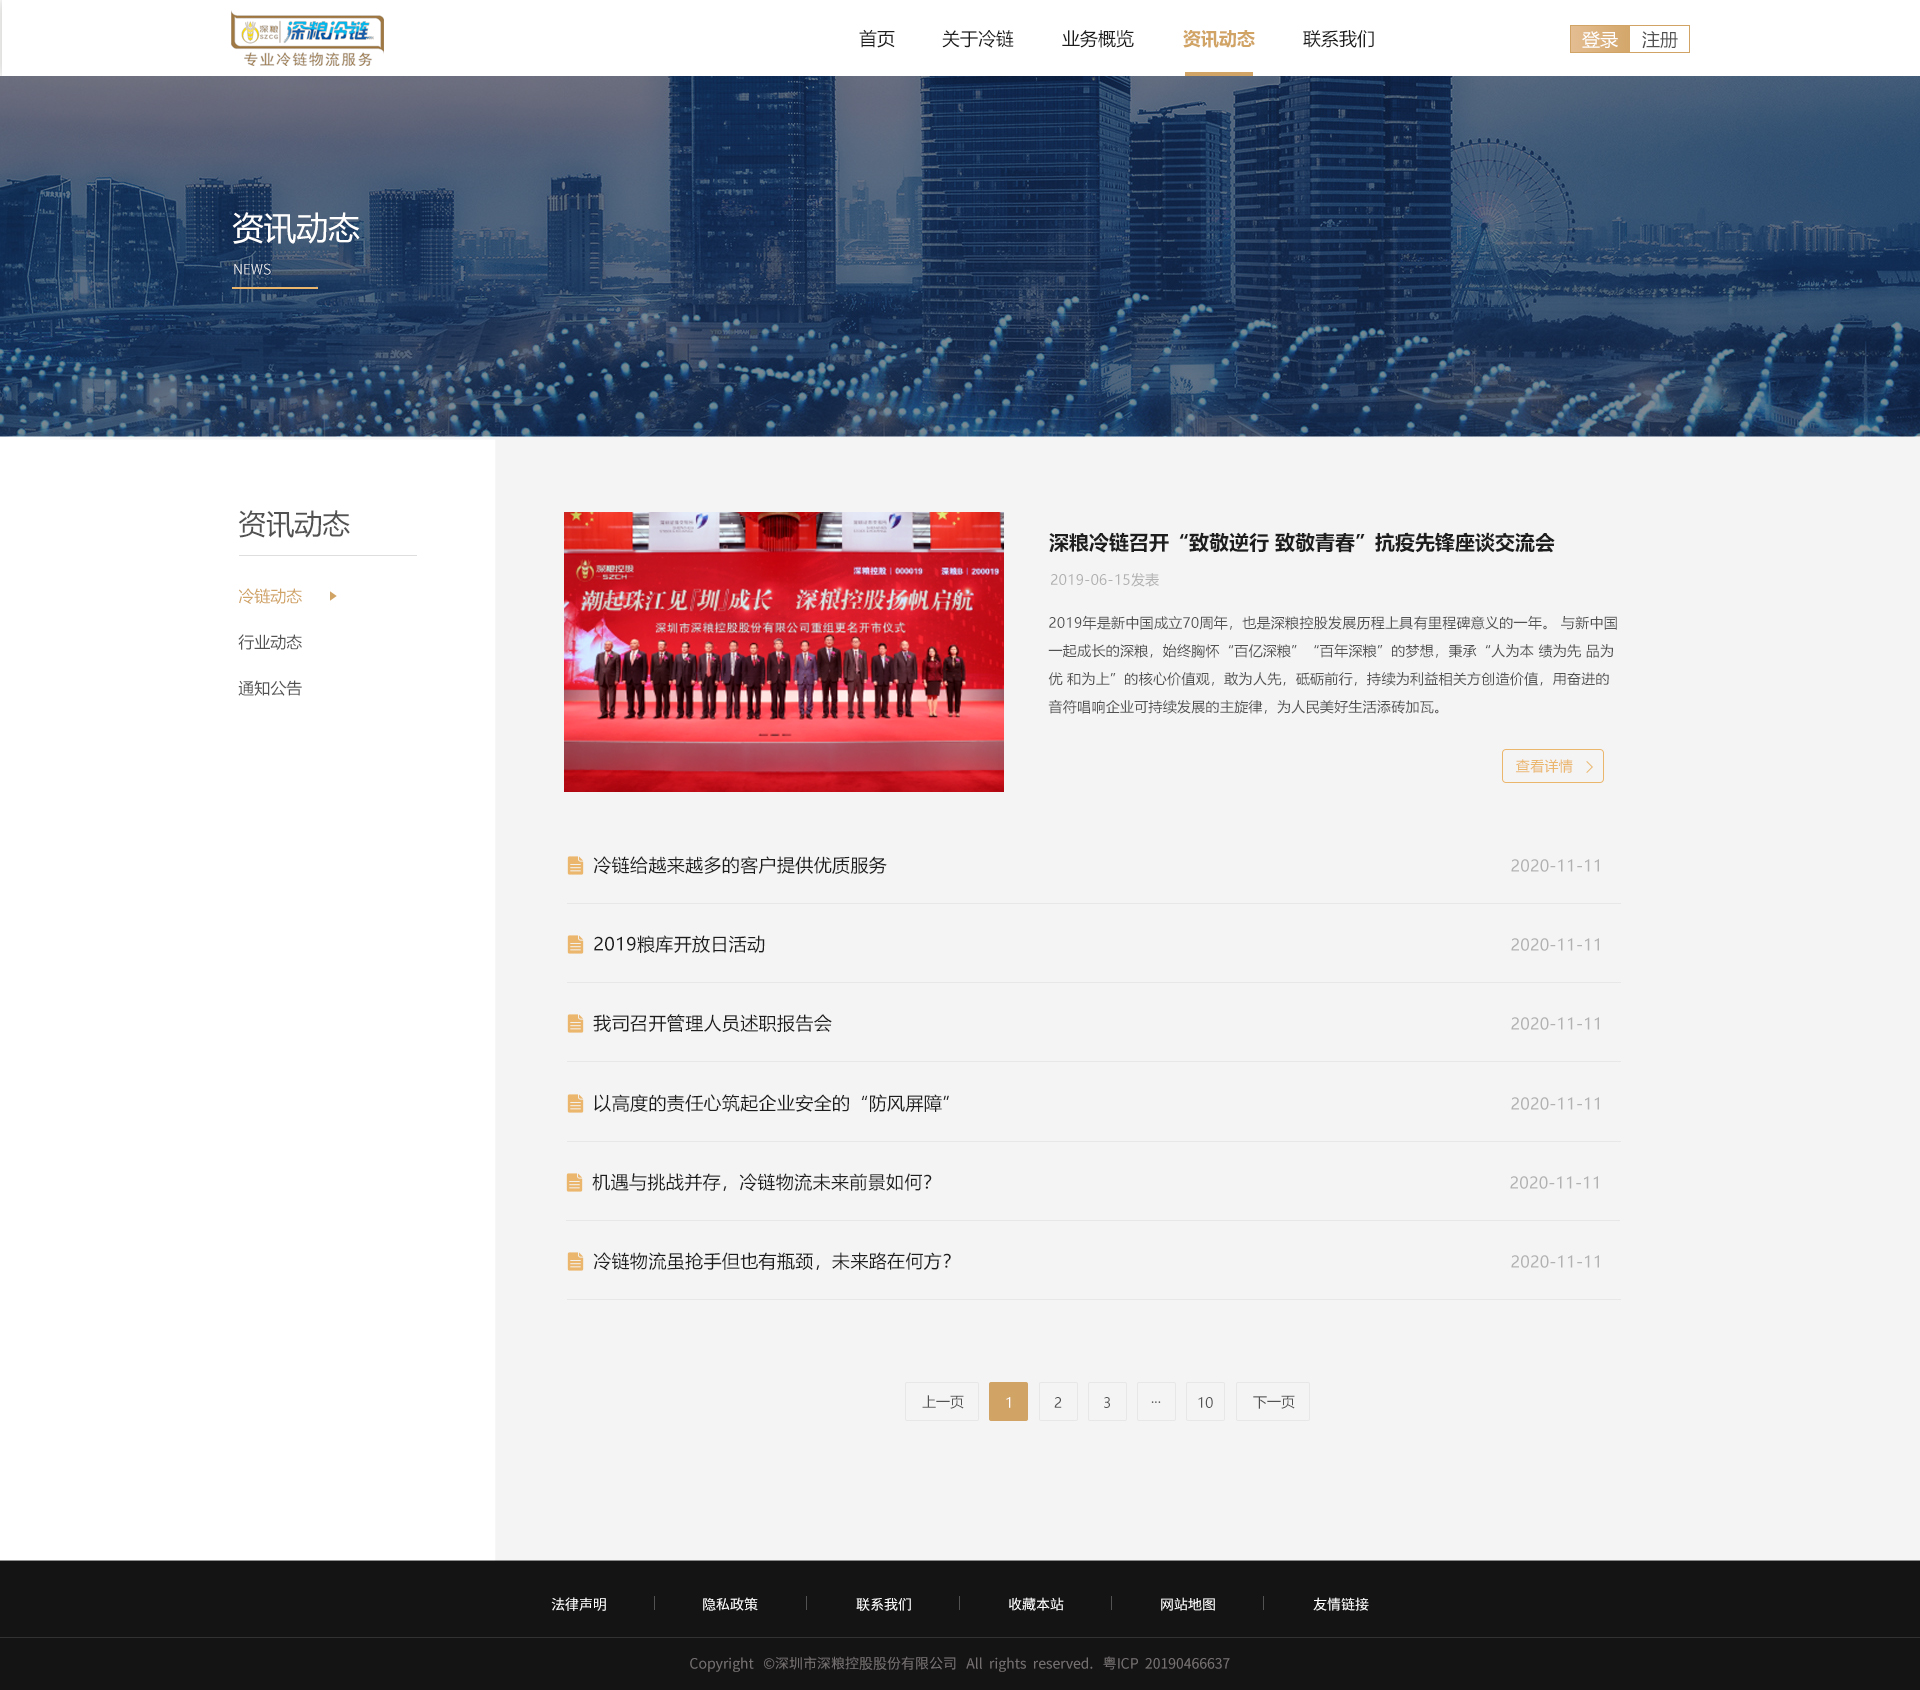 深粮 深粮冷链
SZCG
专业冷链物流服务
首页 关于冷链 业务概览 资讯动态 联系我们 登录 注册
资讯动态
NEWS
资讯动态
冷链动态
行业动态
通知公告
深粮控股 SZCH 深粮控股 | 000019 深粮B | 200019
潮起珠江见『圳』成长 深粮控股扬帆启航
深圳市深粮控股股份有限公司重组更名开市仪式
深粮冷链召开“致敬逆行 致敬青春”抗疫先锋座谈交流会
2019-06-15发表
2019年是新中国成立70周年，也是深粮控股发展历程上具有里程碑意义的一年。 与新中国
一起成长的深粮，始终胸怀“百亿深粮”“百年深粮”的梦想，秉承“人为本 绩为先 品为
优 和为上”的核心价值观，敢为人先，砥砺前行，持续为利益相关方创造价值，用奋进的
音符唱响企业可持续发展的主旋律，为人民美好生活添砖加瓦。
查看详情
冷链给越来越多的客户提供优质服务 2020-11-11
2019粮库开放日活动 2020-11-11
我司召开管理人员述职报告会 2020-11-11
以高度的责任心筑起企业安全的“防风屏障” 2020-11-11
机遇与挑战并存，冷链物流未来前景如何？ 2020-11-11
冷链物流虽抢手但也有瓶颈，未来路在何方？ 2020-11-11
上一页 1 2 3 ... 10 下一页
法律声明 隐私政策 联系我们 收藏本站 网站地图 友情链接
Copyright ©深圳市深粮控股股份有限公司 All rights reserved. 粤ICP 20190466637